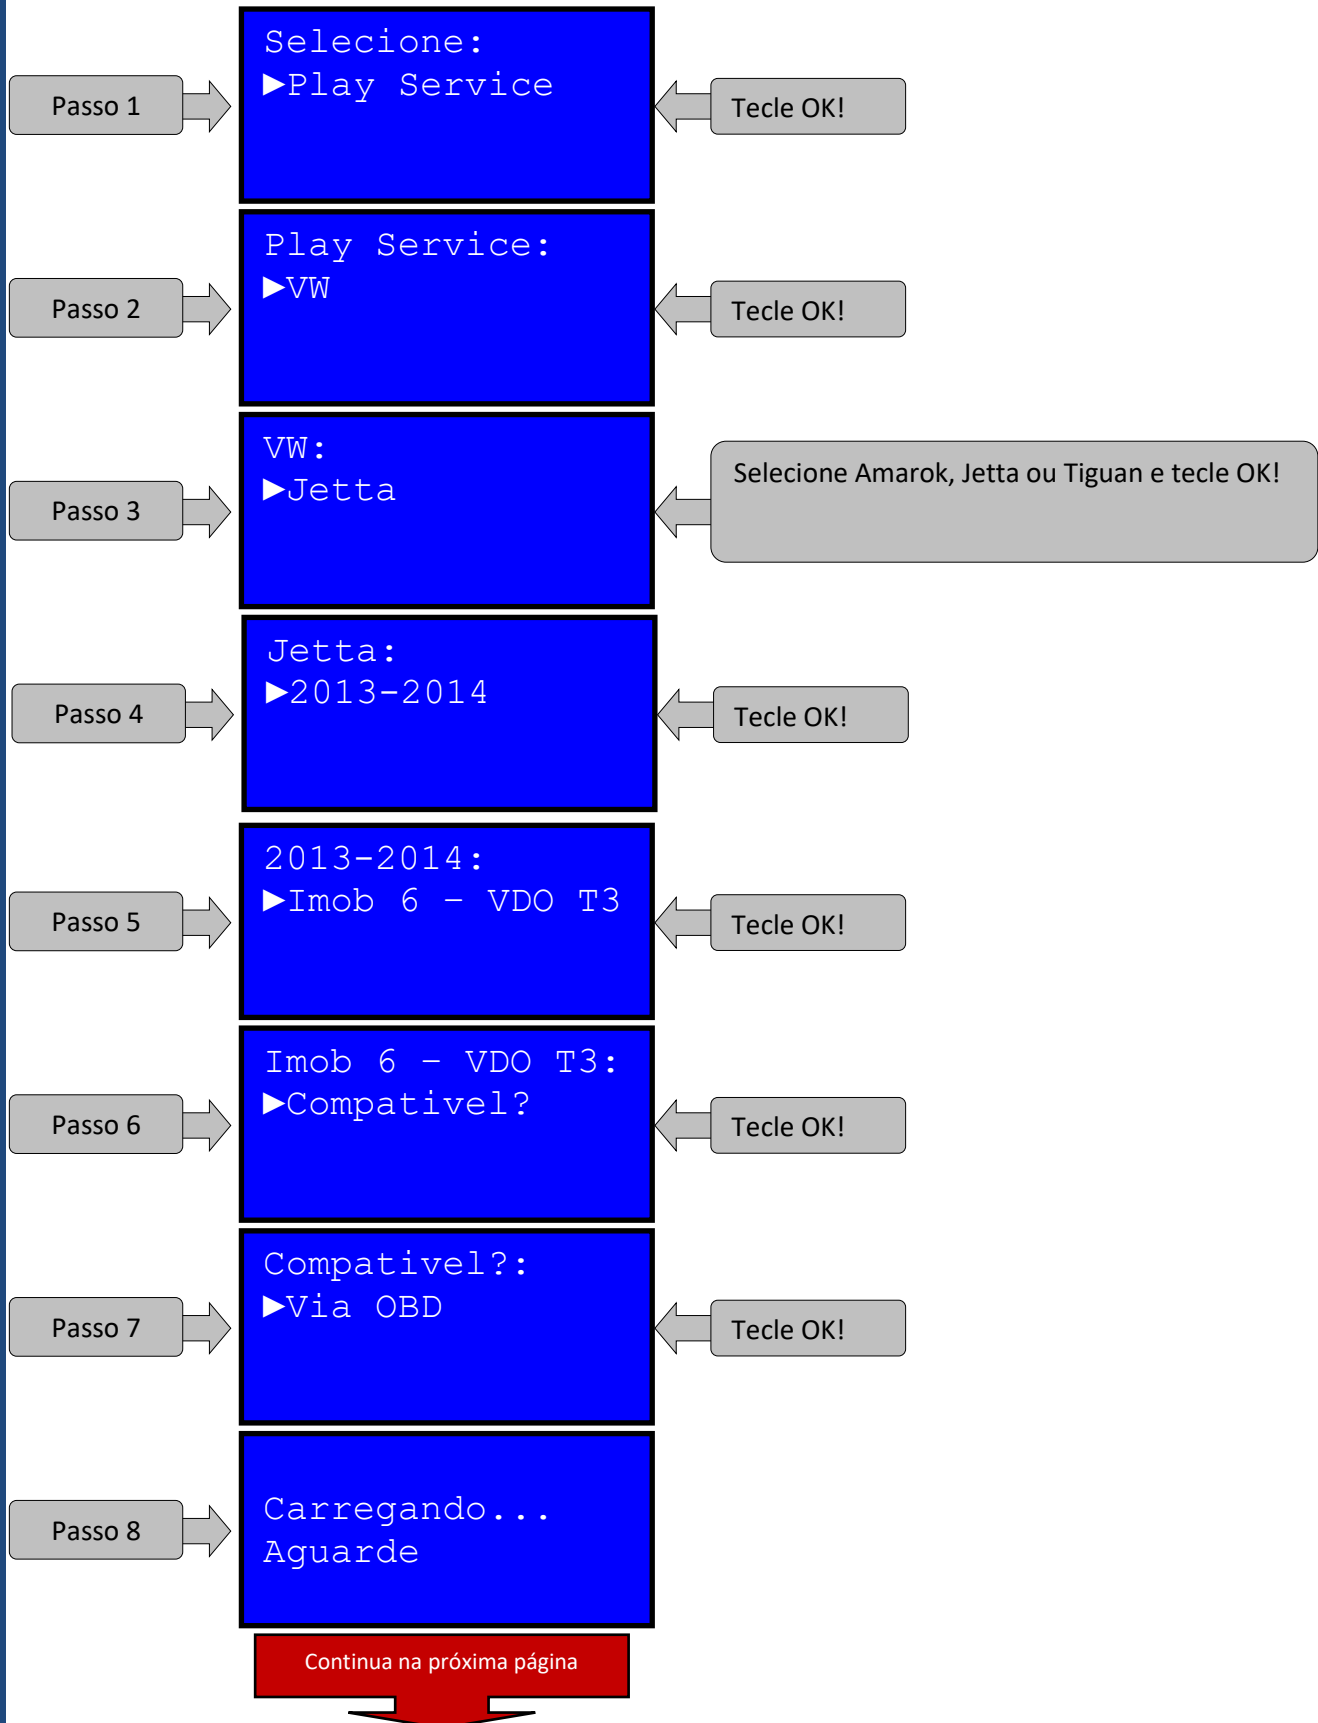 Passo 1
Selecione:
►Play Service
Tecle OK!
Passo 2
Play Service:
►VW
Tecle OK!
Passo 3
VW:
►Jetta
Selecione Amarok, Jetta ou Tiguan e tecle OK!
Passo 4
Jetta:
►2013-2014
Tecle OK!
Passo 5
2013-2014:
►Imob 6 – VDO T3
Tecle OK!
Passo 6
Imob 6 – VDO T3:
►Compativel?
Tecle OK!
Passo 7
Compativel?:
►Via OBD
Tecle OK!
Passo 8
Carregando...
Aguarde
Continua na próxima página